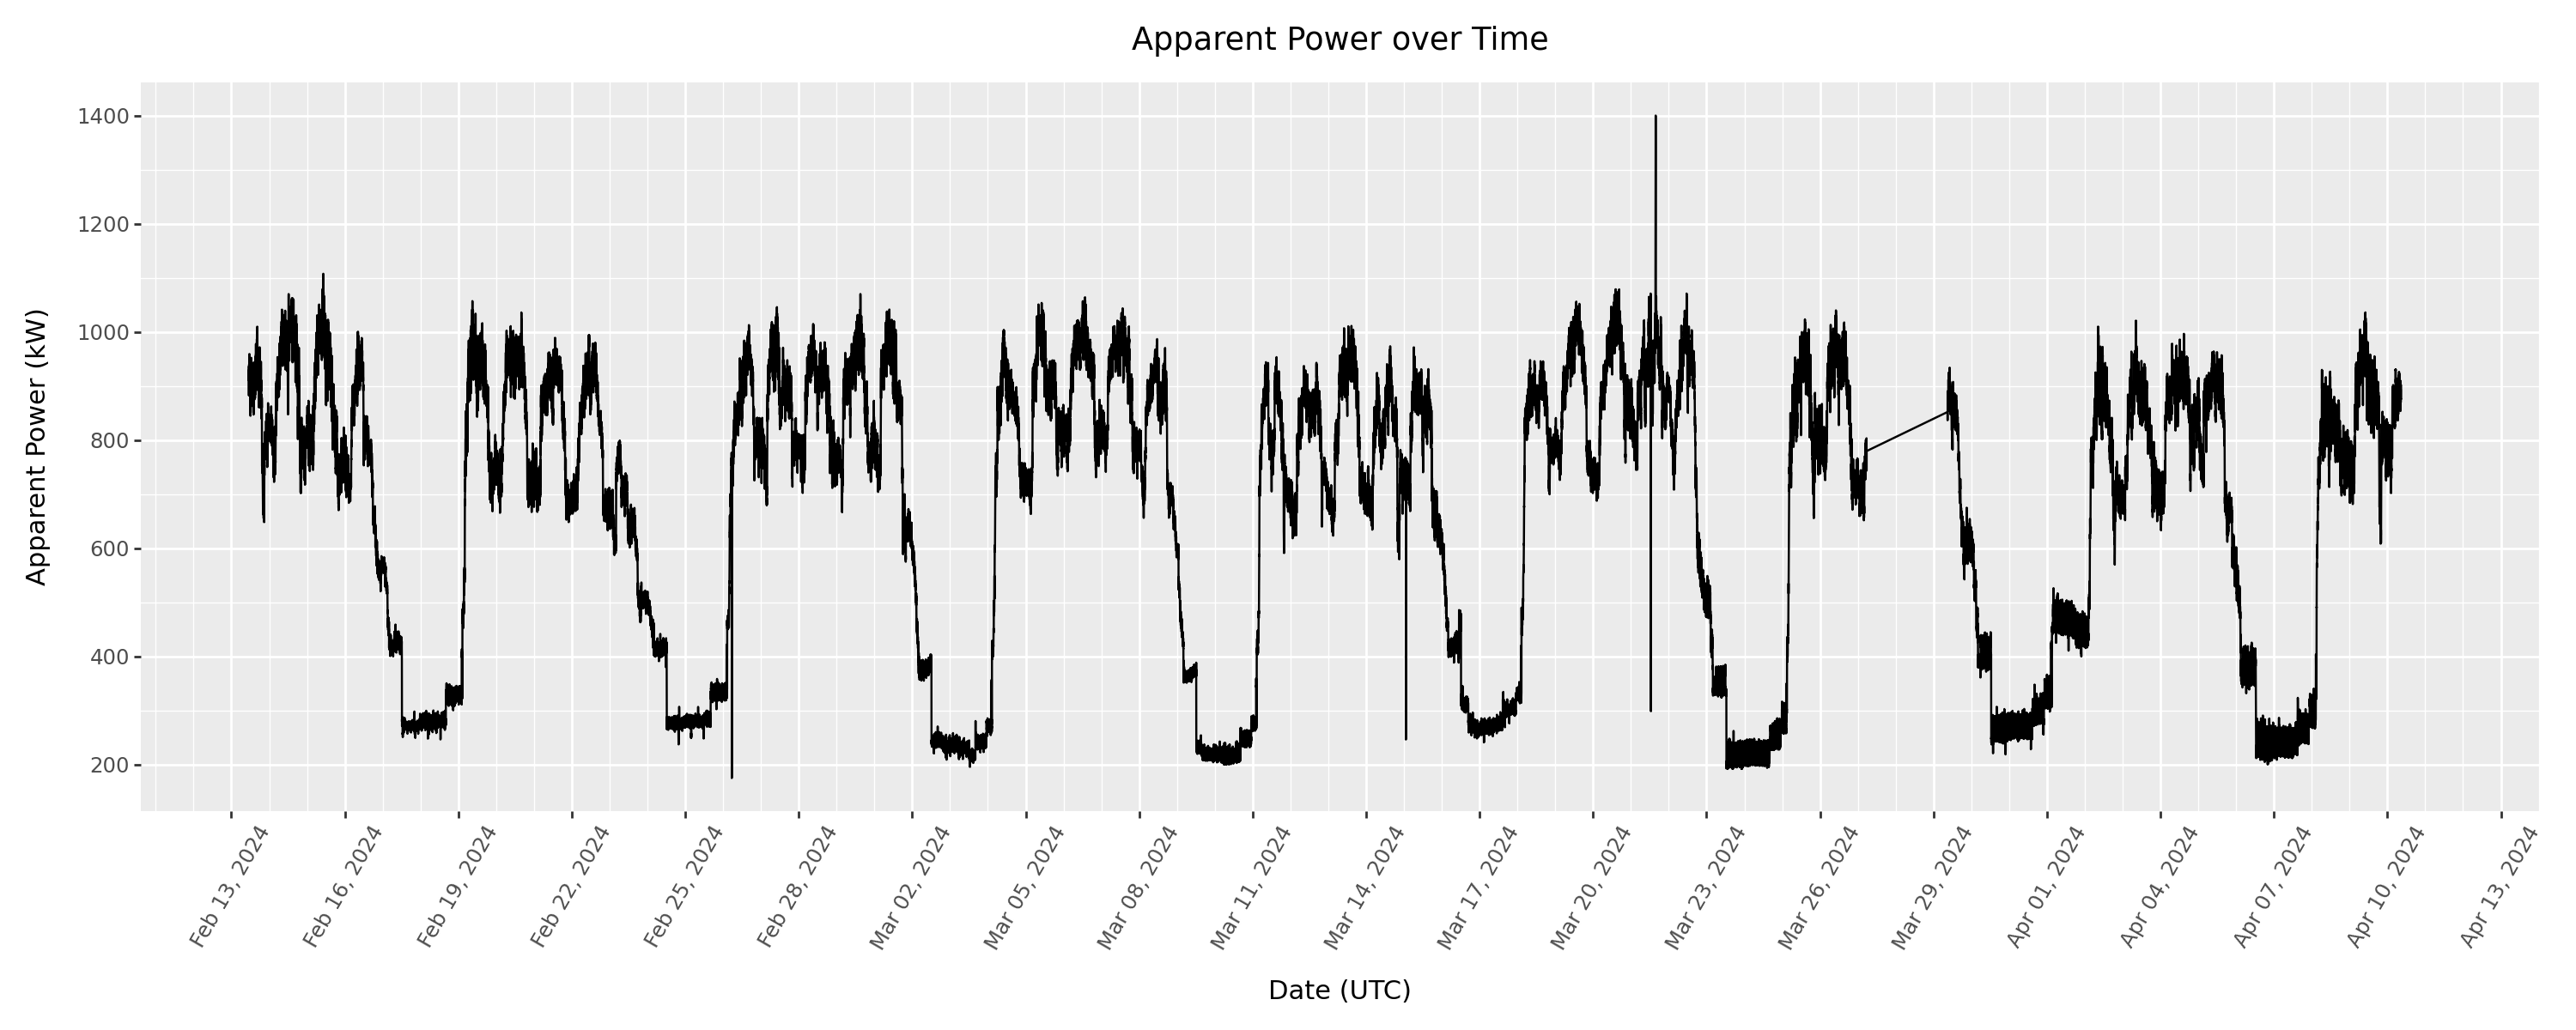 Apparent Power over Time
Apparent Power (kW)
1400
1200
1000
800
600
400
200
Feb 13, 2024
Feb 16, 2024
Feb 19, 2024
Feb 22, 2024
Feb 25, 2024
Feb 28, 2024
Mar 02, 2024
Mar 05, 2024
Mar 08, 2024
Mar 11, 2024
Mar 14, 2024
Mar 17, 2024
Mar 20, 2024
Mar 23, 2024
Mar 26, 2024
Mar 29, 2024
Apr 01, 2024
Apr 04, 2024
Apr 07, 2024
Apr 10, 2024
Apr 13, 2024
Date (UTC)